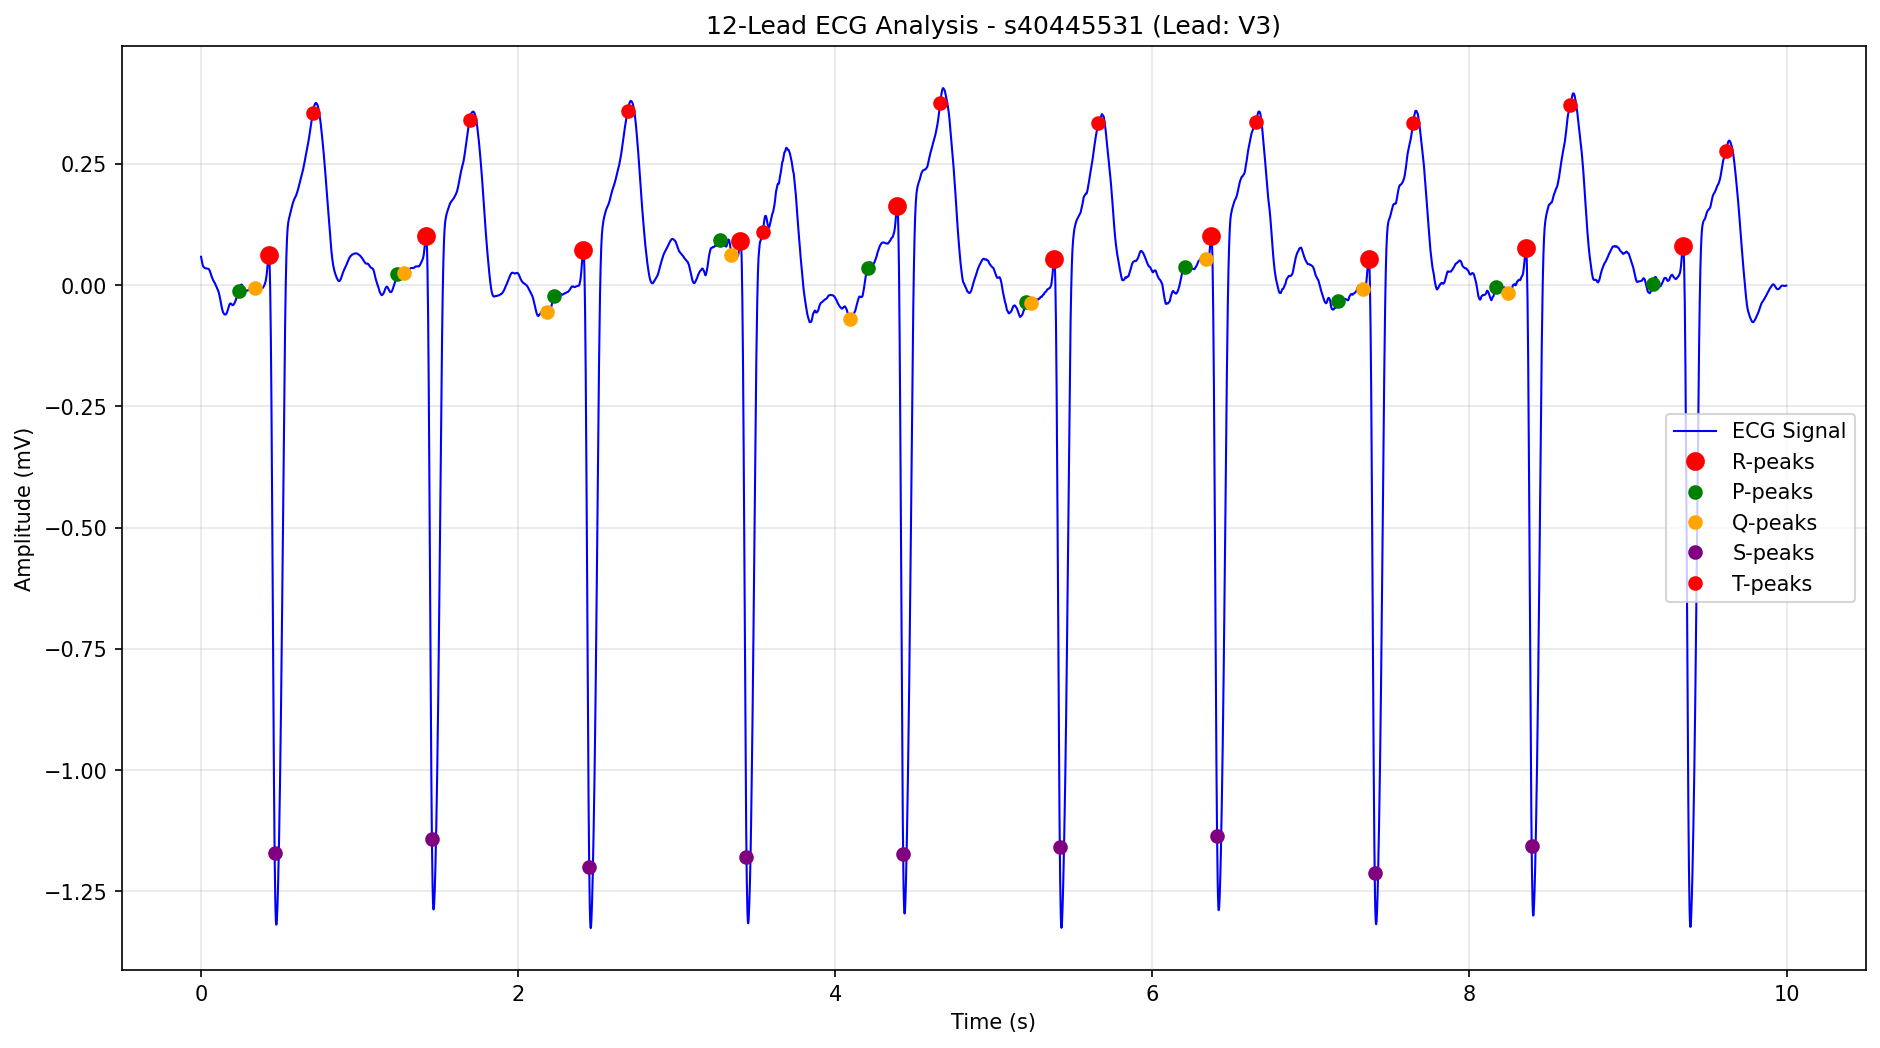 12-Lead ECG Analysis - s40445531 (Lead: V3)
Amplitude (mV)
0.25
0.00
−0.25
−0.50
−0.75
−1.00
−1.25
ECG Signal
R-peaks
P-peaks
Q-peaks
S-peaks
T-peaks
0 2 4 6 8 10
Time (s)